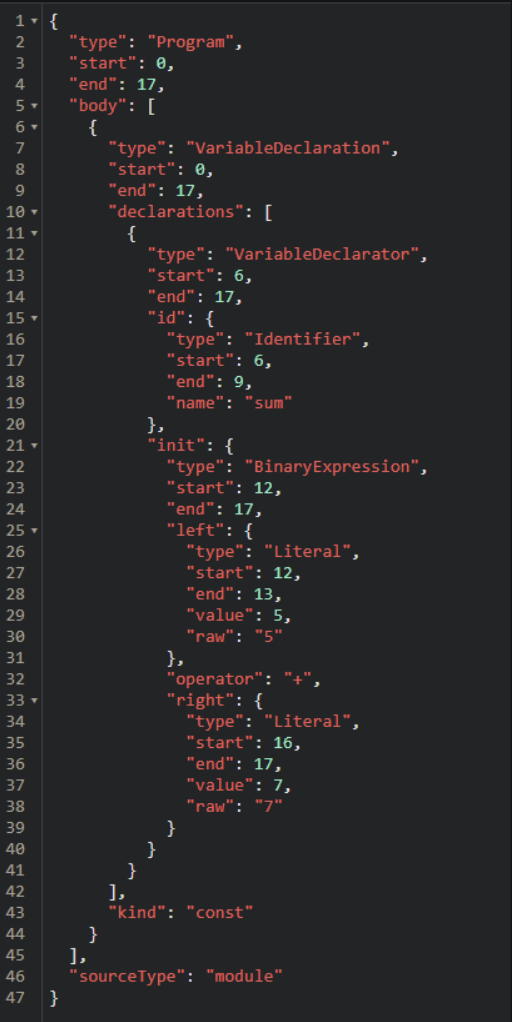 1 {
2   "type": "Program",
3   "start": 0,
4   "end": 17,
5   "body": [
6     {
7       "type": "VariableDeclaration",
8       "start": 0,
9       "end": 17,
10       "declarations": [
11         {
12           "type": "VariableDeclarator",
13           "start": 6,
14           "end": 17,
15           "id": {
16             "type": "Identifier",
17             "start": 6,
18             "end": 9,
19             "name": "sum"
20           },
21           "init": {
22             "type": "BinaryExpression",
23             "start": 12,
24             "end": 17,
25             "left": {
26               "type": "Literal",
27               "start": 12,
28               "end": 13,
29               "value": 5,
30               "raw": "5"
31             },
32             "operator": "+",
33             "right": {
34               "type": "Literal",
35               "start": 16,
36               "end": 17,
37               "value": 7,
38               "raw": "7"
39             }
40           }
41         }
42       ],
43       "kind": "const"
44     }
45   ],
46   "sourceType": "module"
47 }